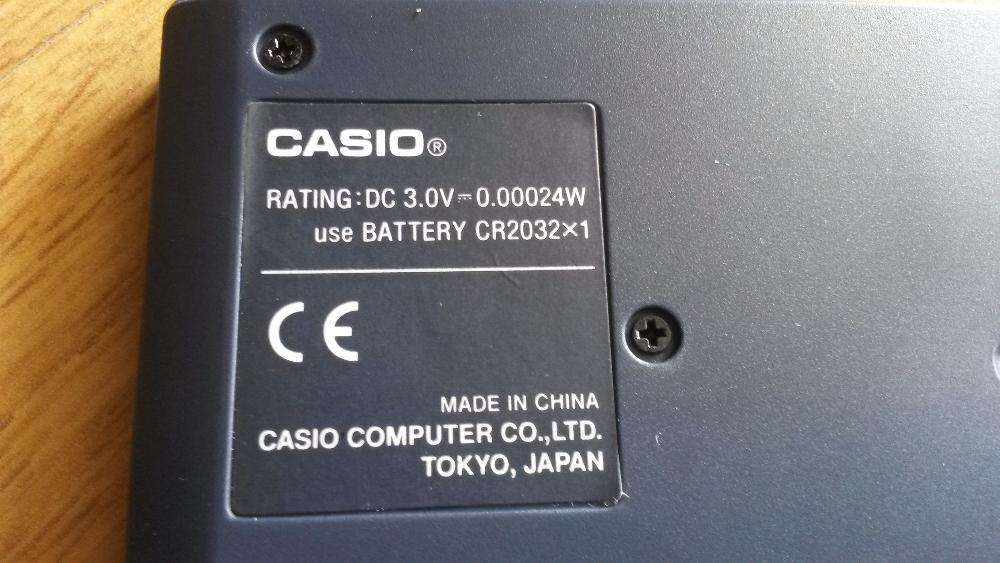 CASIO®
RATING:DC 3.0V⎓0.00024W
use BATTERY CR2032×1
CE
MADE IN CHINA
CASIO COMPUTER CO.,LTD.
TOKYO, JAPAN